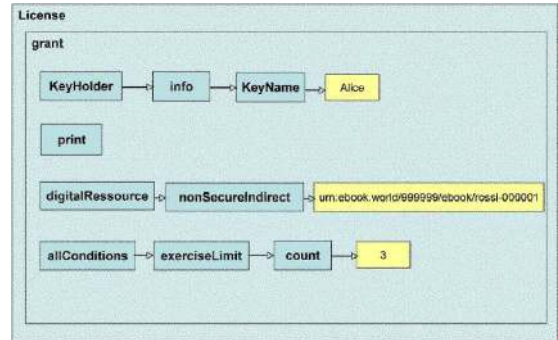 License
grant
KeyHolder info KeyName Alice
print
digitalRessource nonSecureIndirect urn:ebook.world/999999/ebook/rossi-000001
allConditions exerciseLimit count 3